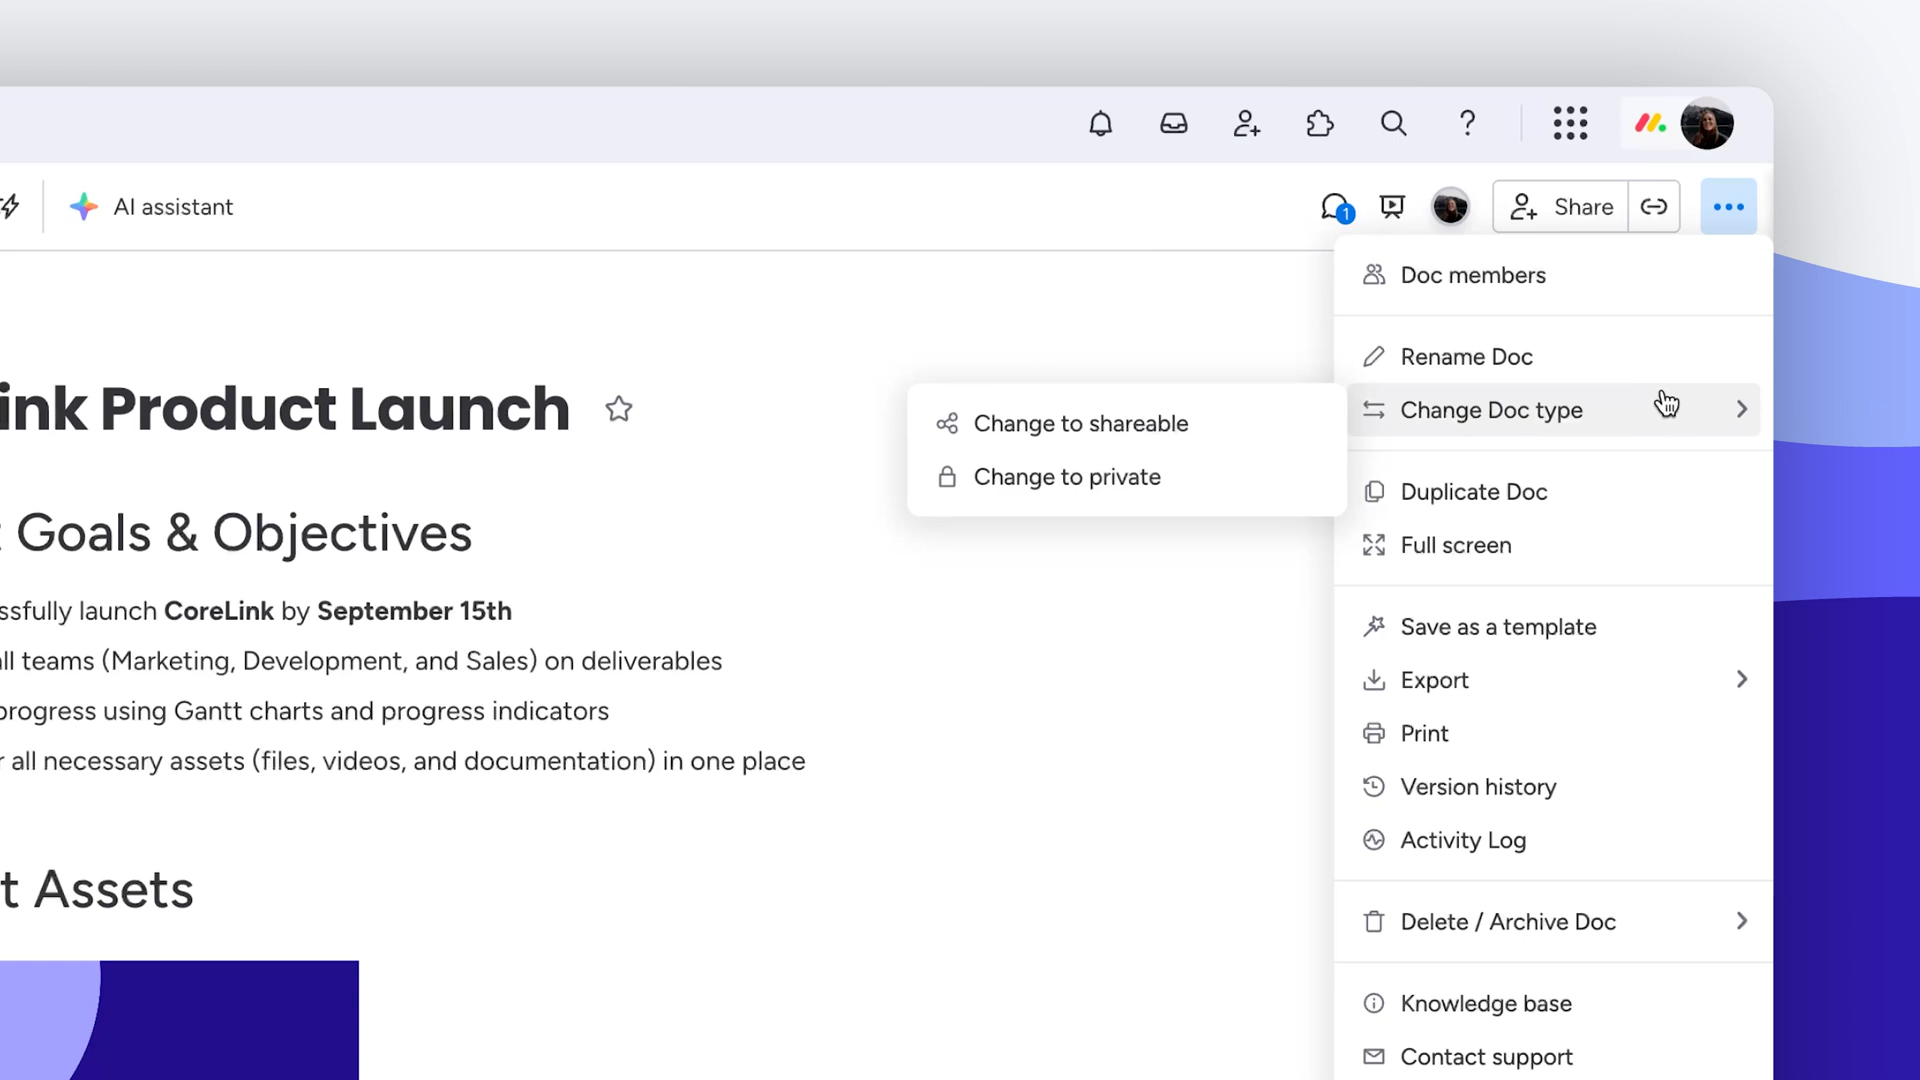 AI assistant
1
Share
Doc members
Rename Doc
Change Doc type
Change to shareable
Change to private
Duplicate Doc
Full screen
Save as a template
Export
Print
Version history
Activity Log
Delete / Archive Doc
Knowledge base
Contact support
ink Product Launch
t Goals & Objectives
ssfully launch CoreLink by September 15th
ll teams (Marketing, Development, and Sales) on deliverables
progress using Gantt charts and progress indicators
r all necessary assets (files, videos, and documentation) in one place
t Assets